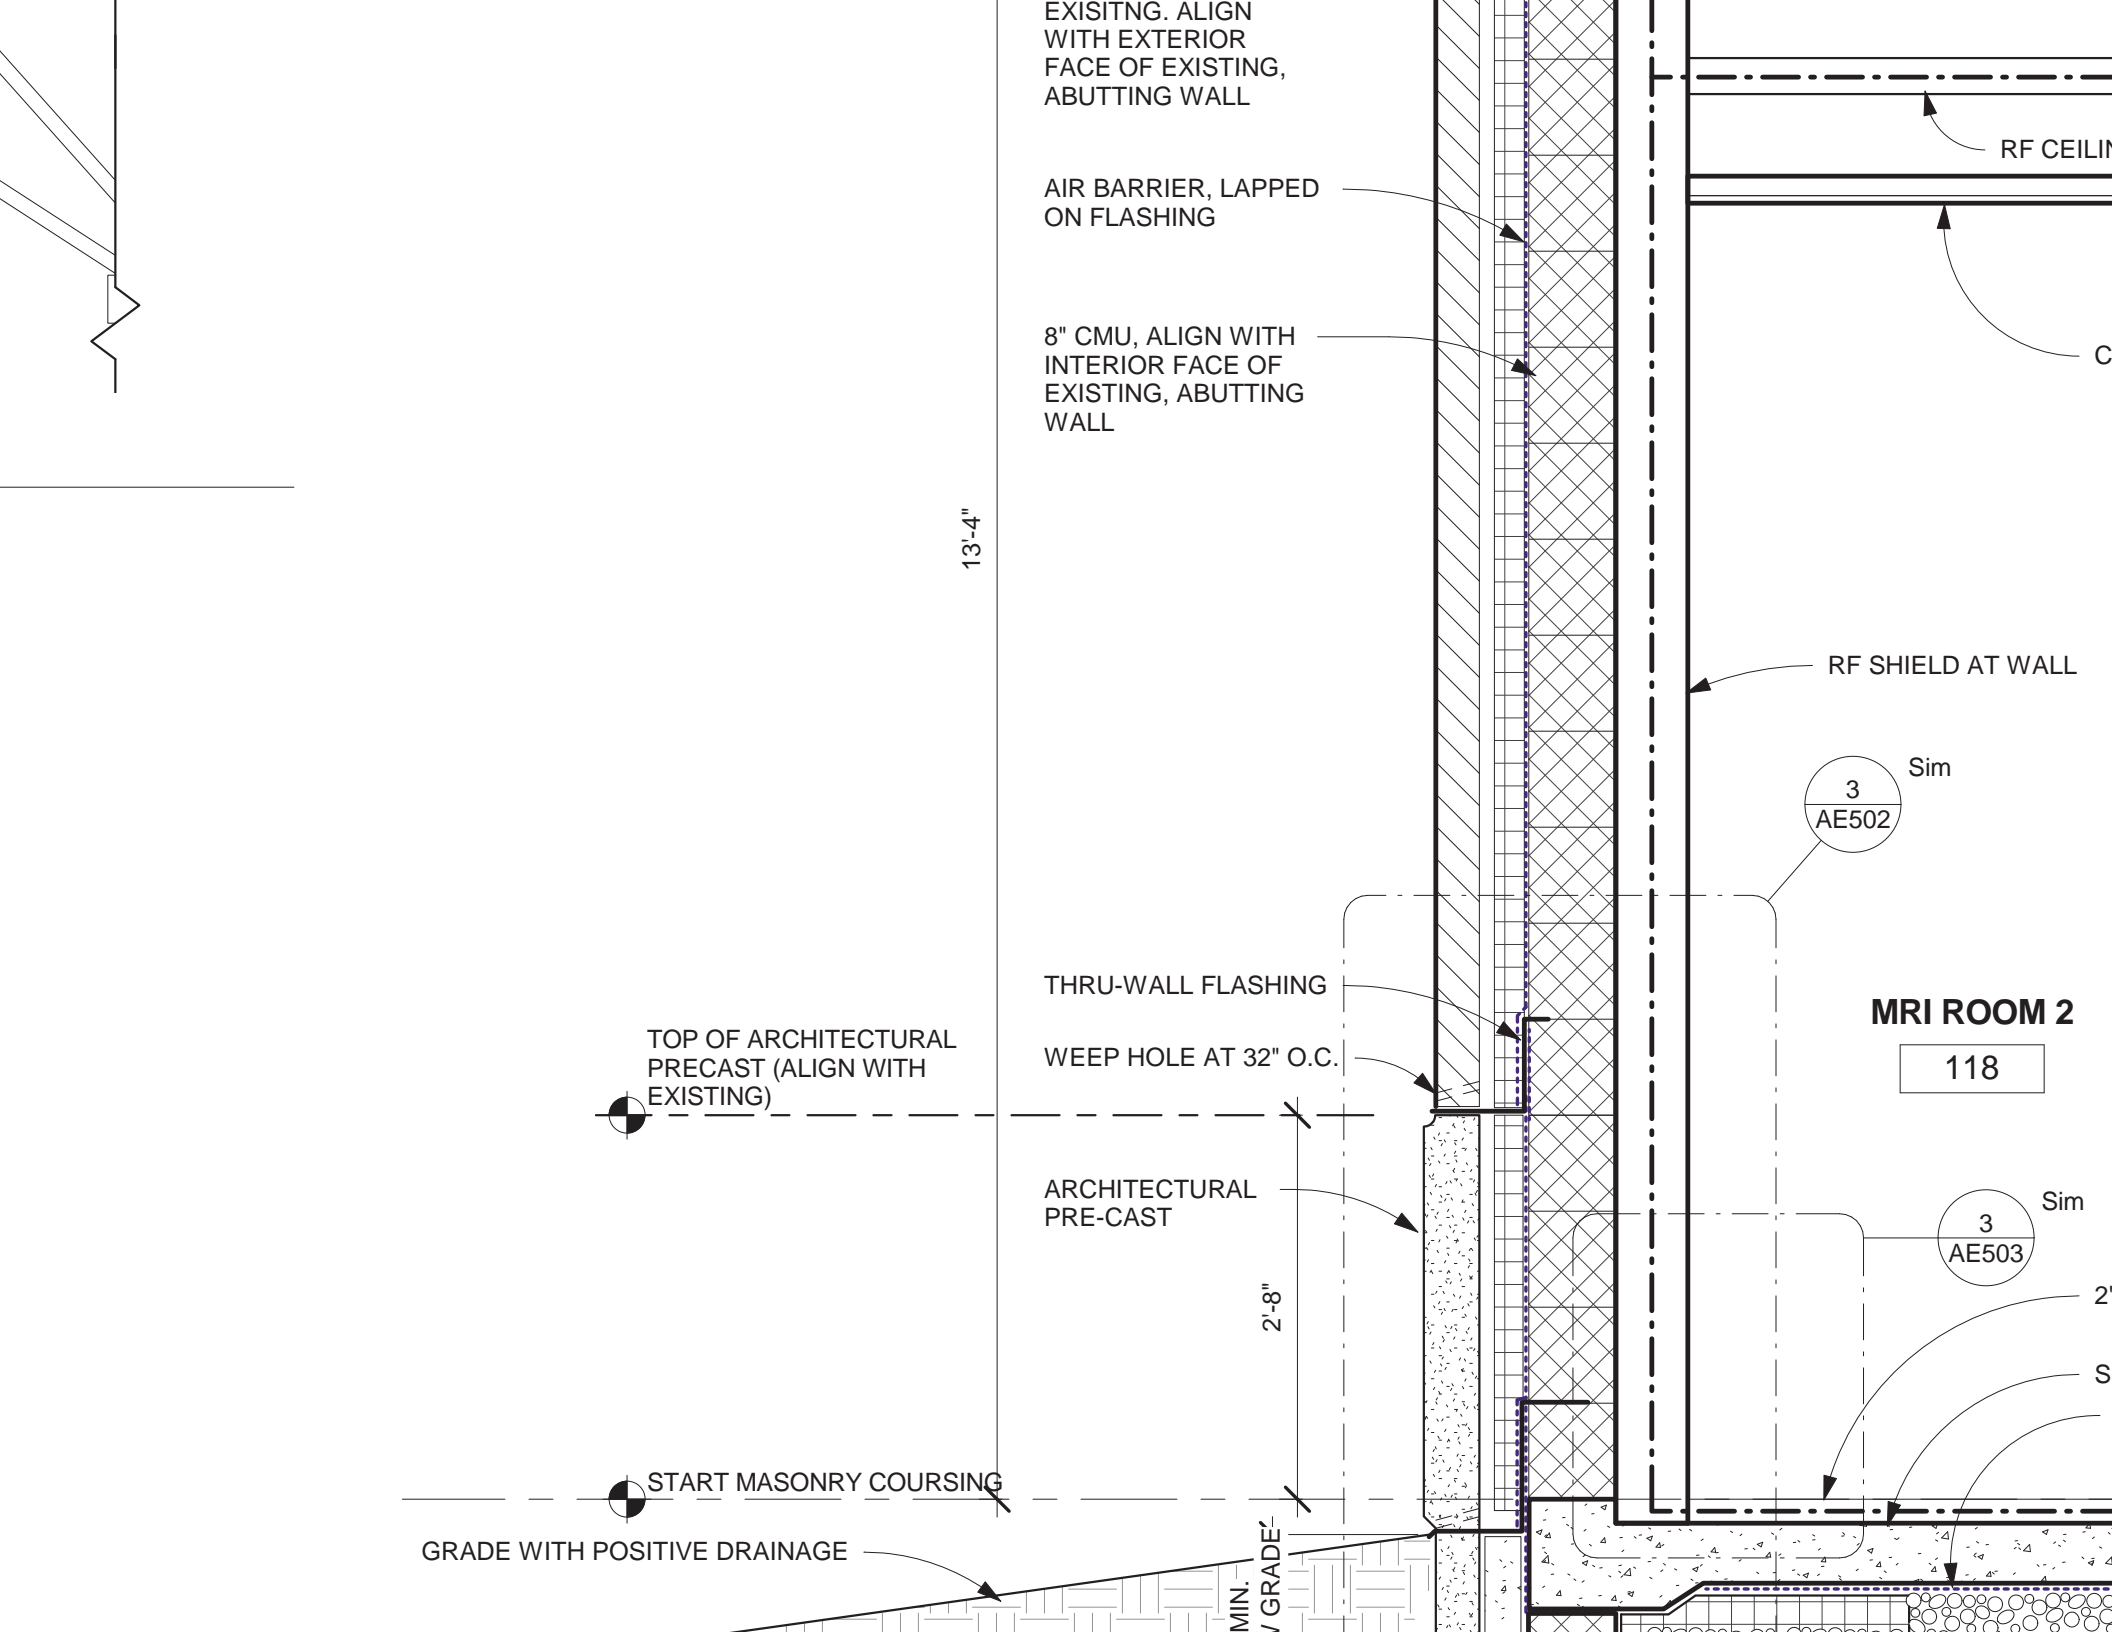 EXISITNG. ALIGN
WITH EXTERIOR
FACE OF EXISTING,
ABUTTING WALL
RF CEILIN
AIR BARRIER, LAPPED
ON FLASHING
8" CMU, ALIGN WITH
INTERIOR FACE OF
EXISTING, ABUTTING
WALL
C
13'-4"
RF SHIELD AT WALL
3
AE502
Sim
THRU-WALL FLASHING
WEEP HOLE AT 32" O.C.
MRI ROOM 2
118
TOP OF ARCHITECTURAL
PRECAST (ALIGN WITH
EXISTING)
ARCHITECTURAL
PRE-CAST
3
AE503
Sim
2'-8"
2'
S
START MASONRY COURSING
GRADE WITH POSITIVE DRAINAGE
MIN.
GRADE